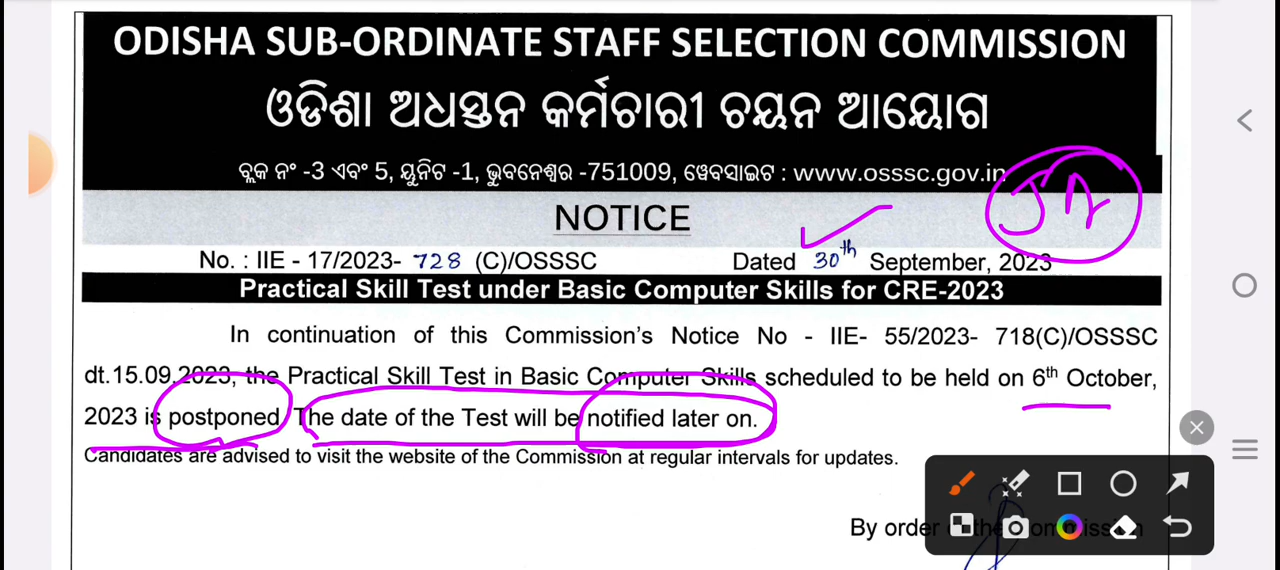 ODISHA SUB-ORDINATE STAFF SELECTION COMMISSION
ଓଡିଶା ଅଧସ୍ତନ କର୍ମଚାରୀ ଚୟନ ଆୟୋଗ
ବ୍ଲକ ନଂ -3 ଏବଂ 5, ୟୁନିଟ -1, ଭୁବନେଶ୍ୱର -751009, ୱେବସାଇଟ : www.osssc.gov.in
NOTICE
No. : IIE - 17/2023- 728 (C)/OSSSC Dated 30th September, 2023
Practical Skill Test under Basic Computer Skills for CRE-2023
In continuation of this Commission's Notice No - IIE- 55/2023- 718(C)/OSSSC
dt.15.09.2023, the Practical Skill Test in Basic Computer Skills scheduled to be held on 6th October,
2023 is postponed. The date of the Test will be notified later on.
Candidates are advised to visit the website of the Commission at regular intervals for updates.
By order of the Commission